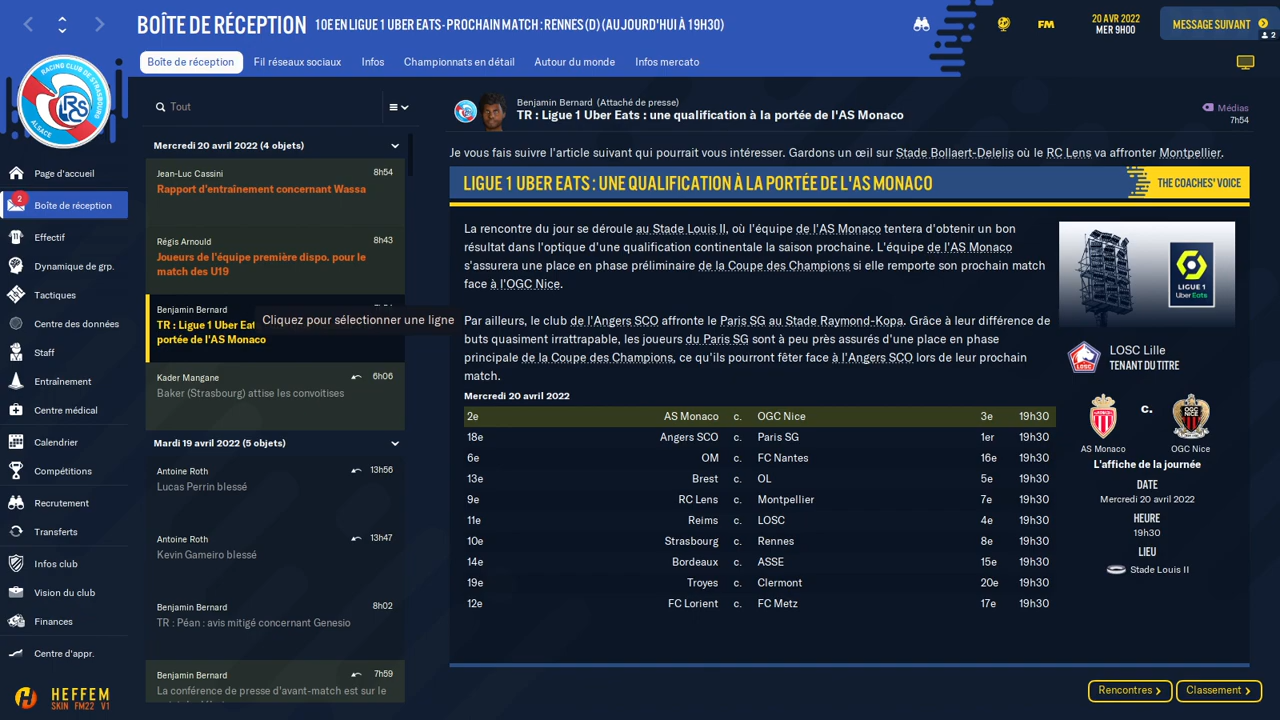 BOÎTE DE RÉCEPTION
10E EN LIGUE 1 UBER EATS - PROCHAIN MATCH : RENNES (D) (AUJOURD'HUI À 19H30)
FM
20 AVR 2022
MER 9H00
MESSAGE SUIVANT
2
Boîte de réception
Fil réseaux sociaux
Infos
Championnats en détail
Autour du monde
Infos mercato
RACING CLUB DE STRASBOURG
ALSACE
Page d'accueil
2
Boîte de réception
Effectif
Dynamique de grp.
Tactiques
Centre des données
Staff
Entraînement
Centre médical
Calendrier
Compétitions
Recrutement
Transferts
Infos club
Vision du club
Finances
Centre d'appr.
HEFFEM
SKIN FM22 V1
Tout
Mercredi 20 avril 2022 (4 objets)
Jean-Luc Cassini 8h54
Rapport d'entraînement concernant Wassa
Régis Arnould 8h43
Joueurs de l'équipe première dispo. pour le
match des U19
Benjamin Bernard
TR : Ligue 1 Uber Eat
portée de l'AS Monaco
Cliquez pour sélectionner une ligne
Kader Mangane 6h06
Baker (Strasbourg) attise les convoitises
Mardi 19 avril 2022 (5 objets)
Antoine Roth 13h56
Lucas Perrin blessé
Antoine Roth 13h47
Kevin Gameiro blessé
Benjamin Bernard 8h02
TR : Péan : avis mitigé concernant Genesio
Benjamin Bernard 7h59
La conférence de presse d'avant-match est sur le
Benjamin Bernard (Attaché de presse)
TR : Ligue 1 Uber Eats : une qualification à la portée de l'AS Monaco
Médias
7h54
Je vous fais suivre l'article suivant qui pourrait vous intéresser. Gardons un œil sur Stade Bollaert-Delelis où le RC Lens va affronter Montpellier.
LIGUE 1 UBER EATS : UNE QUALIFICATION À LA PORTÉE DE L'AS MONACO
THE COACHES' VOICE
La rencontre du jour se déroule au Stade Louis II, où l'équipe de l'AS Monaco tentera d'obtenir un bon
résultat dans l'optique d'une qualification continentale la saison prochaine. L'équipe de l'AS Monaco
s'assurera une place en phase préliminaire de la Coupe des Champions si elle remporte son prochain match
face à l'OGC Nice.
Par ailleurs, le club de l'Angers SCO affronte le Paris SG au Stade Raymond-Kopa. Grâce à leur différence de
buts quasiment irrattrapable, les joueurs du Paris SG sont à peu près assurés d'une place en phase
principale de la Coupe des Champions, ce qu'ils pourront fêter face à l'Angers SCO lors de leur prochain
match.
Mercredi 20 avril 2022
2e AS Monaco c. OGC Nice 3e 19h30
18e Angers SCO c. Paris SG 1er 19h30
6e OM c. FC Nantes 16e 19h30
13e Brest c. OL 5e 19h30
9e RC Lens c. Montpellier 7e 19h30
11e Reims c. LOSC 4e 19h30
10e Strasbourg c. Rennes 8e 19h30
14e Bordeaux c. ASSE 15e 19h30
19e Troyes c. Clermont 20e 19h30
12e FC Lorient c. FC Metz 17e 19h30
LIGUE 1
Uber Eats
LOSC Lille
TENANT DU TITRE
c.
AS Monaco
OGC Nice
L'affiche de la journée
DATE
Mercredi 20 avril 2022
HEURE
19h30
LIEU
Stade Louis II
Rencontres
Classement